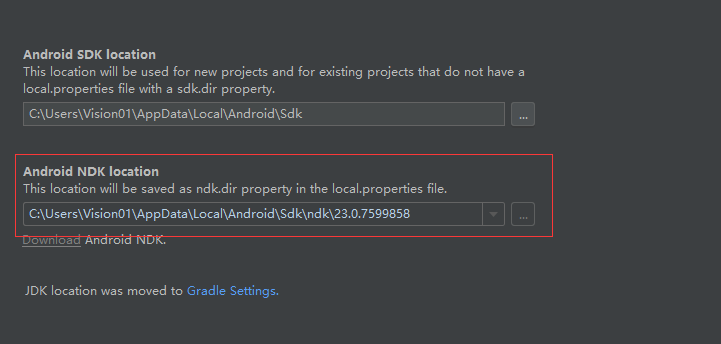 Android SDK location
This location will be used for new projects and for existing projects that do not have a
local.properties file with a sdk.dir property.
C:\Users\Vision01\AppData\Local\Android\Sdk
...
Android NDK location
This location will be saved as ndk.dir property in the local.properties file.
C:\Users\Vision01\AppData\Local\Android\Sdk\ndk\23.0.7599858
...
Download Android NDK.
JDK location was moved to Gradle Settings.